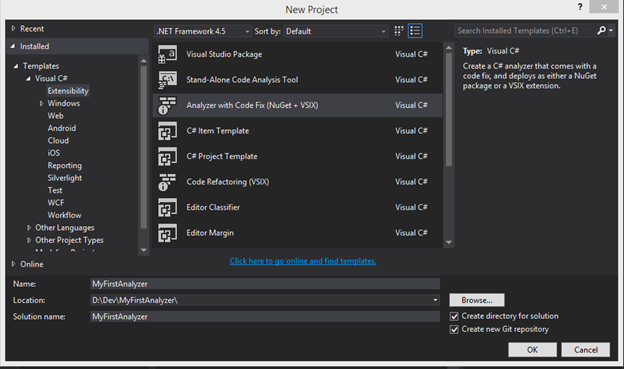 New Project
?
Recent
.NET Framework 4.5
Sort by:
Default
Search Installed Templates (Ctrl+E)
Installed
Templates
Visual C#
Extensibility
Windows
Web
Android
Cloud
iOS
Reporting
Silverlight
Test
WCF
Workflow
Other Languages
Other Project Types
Online
Visual Studio Package Visual C#
Stand-Alone Code Analysis Tool Visual C#
Analyzer with Code Fix (NuGet + VSIX) Visual C#
C# Item Template Visual C#
C# Project Template Visual C#
Code Refactoring (VSIX) Visual C#
Editor Classifier Visual C#
Editor Margin Visual C#
Click here to go online and find templates.
Type: Visual C#
Create a C# analyzer that comes with a
code fix, and deploys as either a NuGet
package or a VSIX extension.
Name: MyFirstAnalyzer
Location: D:\Dev\MyFirstAnalyzer\
Browse...
Solution name: MyFirstAnalyzer
Create directory for solution
Create new Git repository
OK
Cancel